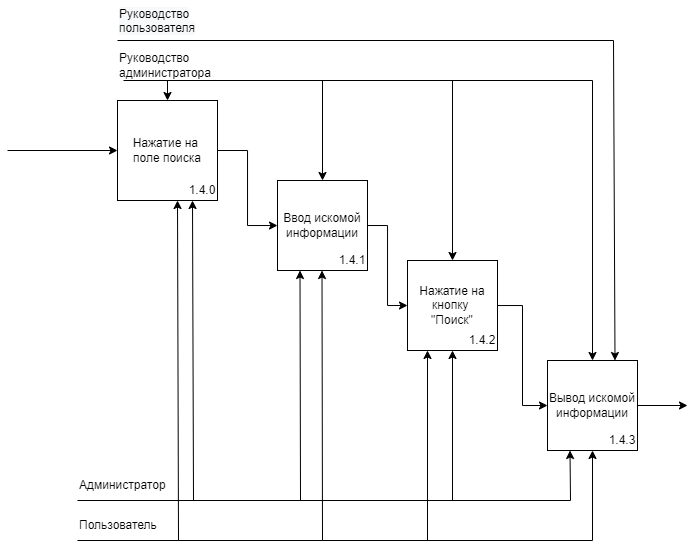 Руководство
пользователя
Руководство
администратора
Нажатие на
поле поиска
1.4.0
Ввод искомой
информации
1.4.1
Нажатие на
кнопку
"Поиск"
1.4.2
Вывод искомой
информации
1.4.3
Администратор
Пользователь